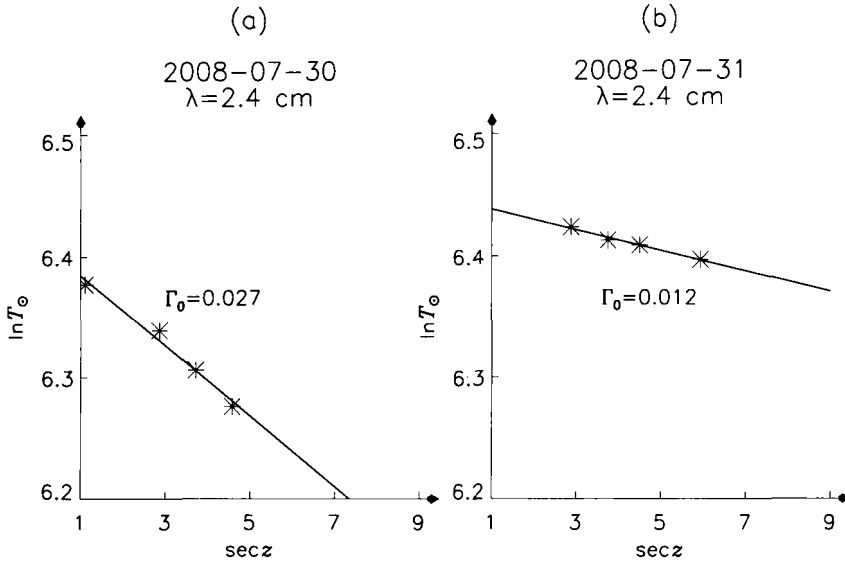 (a)
2008-07-30
λ=2.4 cm
6.5
6.4
6.3
6.2
lnT⊙
Γ₀=0.027
1 3 5 7 9
secz
(b)
2008-07-31
λ=2.4 cm
6.5
6.4
6.3
6.2
lnT⊙
Γ₀=0.012
1 3 5 7 9
secz